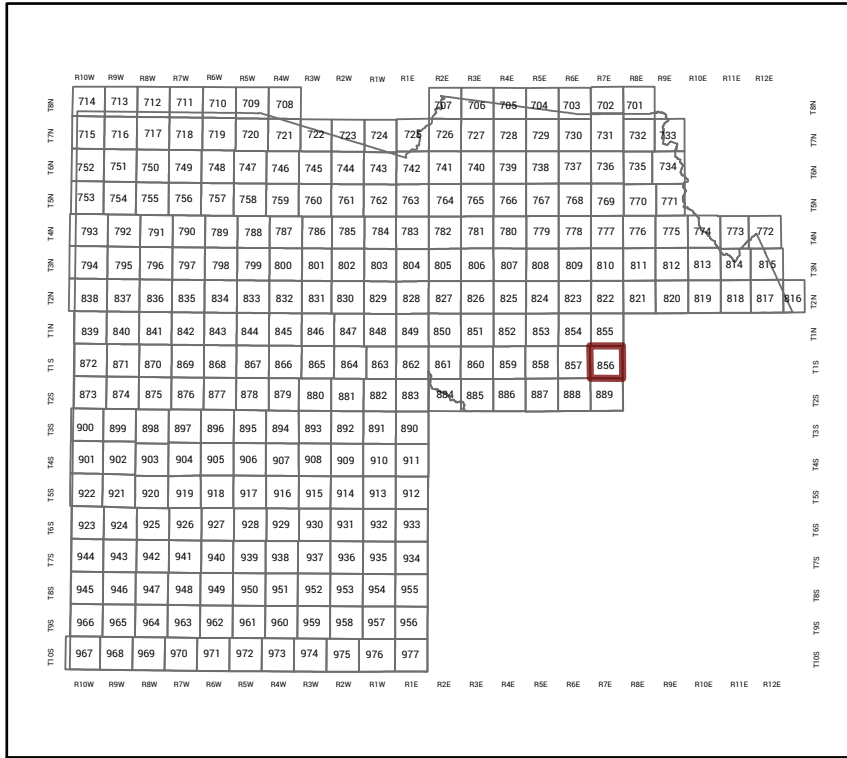 R10W R9W R8W R7W R6W R5W R4W R3W R2W R1W R1E R2E R3E R4E R5E R6E R7E R8E R9E R10E R11E R12E
T8N 714 713 712 711 710 709 708 707 706 705 704 703 702 701 T8N
T7N 715 716 717 718 719 720 721 722 723 724 725 726 727 728 729 730 731 732 733 T7N
T6N 752 751 750 749 748 747 746 745 744 743 742 741 740 739 738 737 736 735 734 T6N
T5N 753 754 755 756 757 758 759 760 761 762 763 764 765 766 767 768 769 770 771 T5N
T4N 793 792 791 790 789 788 787 786 785 784 783 782 781 780 779 778 777 776 775 774 773 772 T4N
T3N 794 795 796 797 798 799 800 801 802 803 804 805 806 807 808 809 810 811 812 813 814 815 T3N
T2N 838 837 836 835 834 833 832 831 830 829 828 827 826 825 824 823 822 821 820 819 818 817 816 T2N
T1N 839 840 841 842 843 844 845 846 847 848 849 850 851 852 853 854 855 T1N
T1S 872 871 870 869 868 867 866 865 864 863 862 861 860 859 858 857 856 T1S
T2S 873 874 875 876 877 878 879 880 881 882 883 884 885 886 887 888 889 T2S
T3S 900 899 898 897 896 895 894 893 892 891 890 T3S
T4S 901 902 903 904 905 906 907 908 909 910 911 T4S
T5S 922 921 920 919 918 917 916 915 914 913 912 T5S
T6S 923 924 925 926 927 928 929 930 931 932 933 T6S
T7S 944 943 942 941 940 939 938 937 936 935 934 T7S
T8S 945 946 947 948 949 950 951 952 953 954 955 T8S
T9S 966 965 964 963 962 961 960 959 958 957 956 T9S
T10S 967 968 969 970 971 972 973 974 975 976 977 T10S
R10W R9W R8W R7W R6W R5W R4W R3W R2W R1W R1E R2E R3E R4E R5E R6E R7E R8E R9E R10E R11E R12E